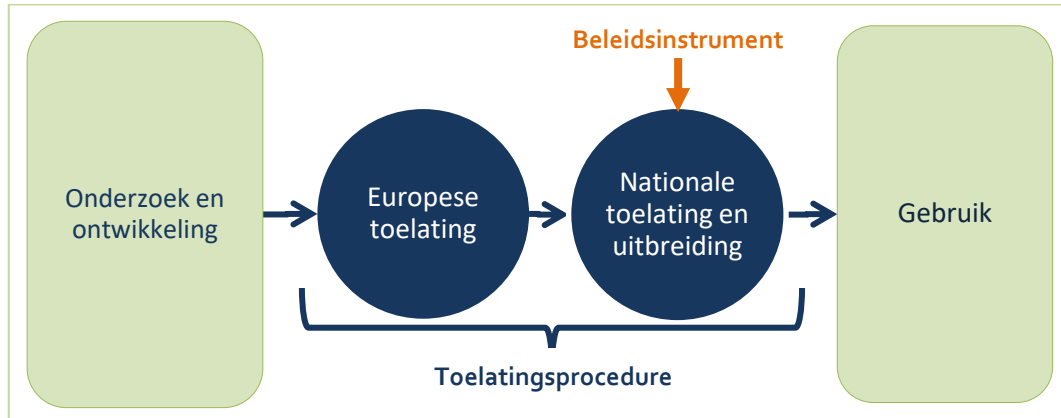 Beleidsinstrument
Onderzoek en
ontwikkeling
Europese
toelating
Nationale
toelating en
uitbreiding
Gebruik
Toelatingsprocedure